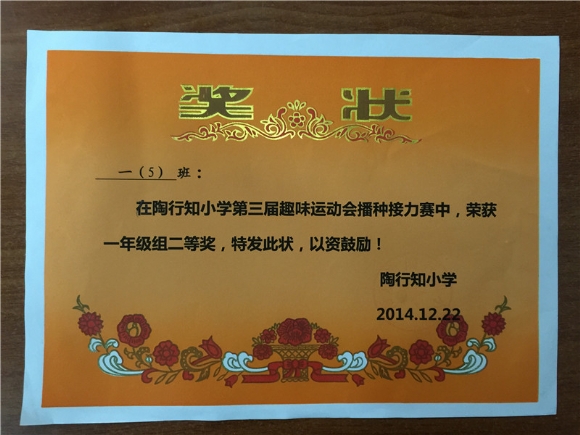 奖 状
一（5）班：
在陶行知小学第三届趣味运动会播种接力赛中，荣获
一年级组二等奖，特发此状，以资鼓励！
陶行知小学
2014.12.22